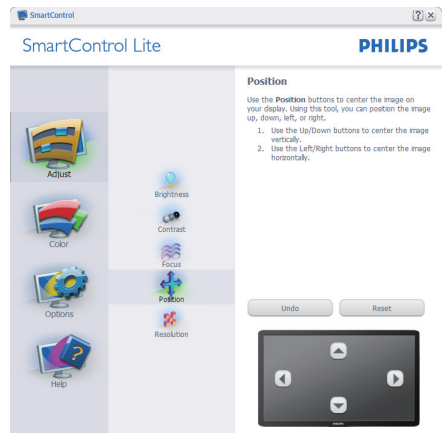 SmartControl
? ×
SmartControl Lite
PHILIPS
Adjust
Color
Options
Help
Brightness
Contrast
Focus
Position
Resolution
Position
Use the Position buttons to center the image on
your display. Using this tool, you can position the image
up, down, left, or right.
1. Use the Up/Down buttons to center the image
vertically.
2. Use the Left/Right buttons to center the image
horizontally.
Undo
Reset
PHILIPS